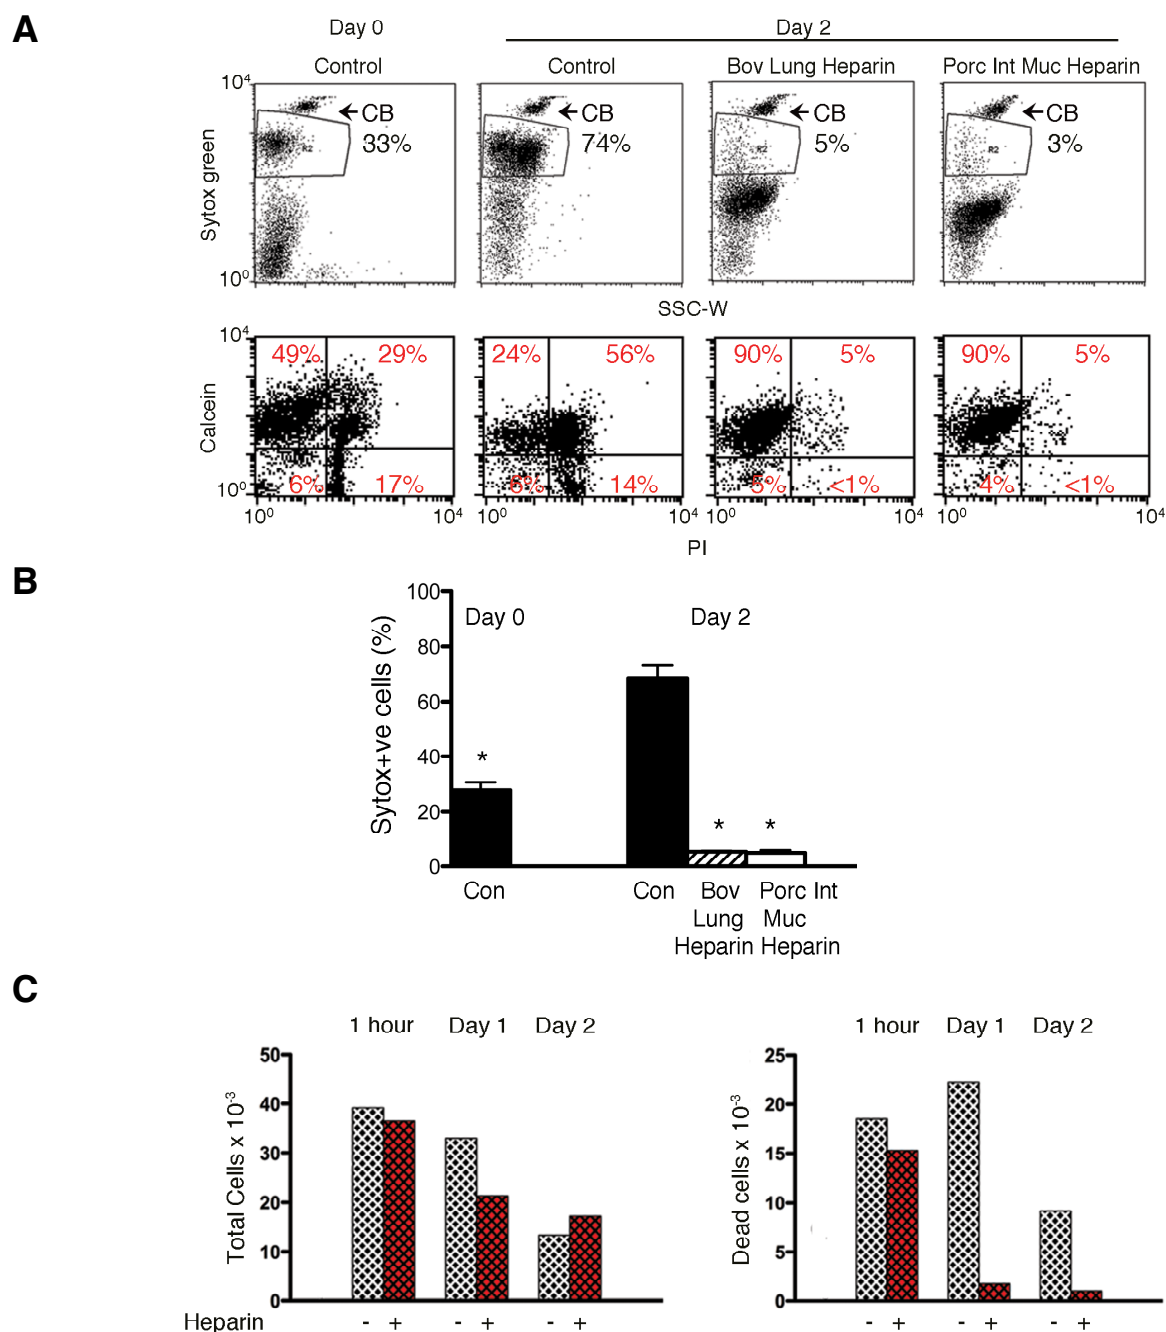 A
Day 0
Day 2
Control
Control
Bov Lung Heparin
Porc Int Muc Heparin
10⁴
CB
CB
CB
CB
33%
74%
5%
3%
R2
R2
R2
Sytox green
10⁰
SSC-W
10⁴
49%
29%
24%
56%
90%
5%
90%
5%
Calcein
6%
17%
6%
14%
5%
<1%
4%
<1%
10⁰
10⁰
10⁴
10⁰
10⁴
10⁰
10⁴
10⁰
10⁴
PI
B
100
80
60
40
20
0
Sytox+ve cells (%)
Day 0
Day 2
*
*
*
Con
Con
Bov
Porc Int
Lung
Muc
Heparin
Heparin
C
1 hour
Day 1
Day 2
50
40
30
20
10
0
Total Cells x 10⁻³
Heparin
-
+
-
+
-
+
1 hour
Day 1
Day 2
25
20
15
10
5
0
Dead cells x 10⁻³
-
+
-
+
-
+